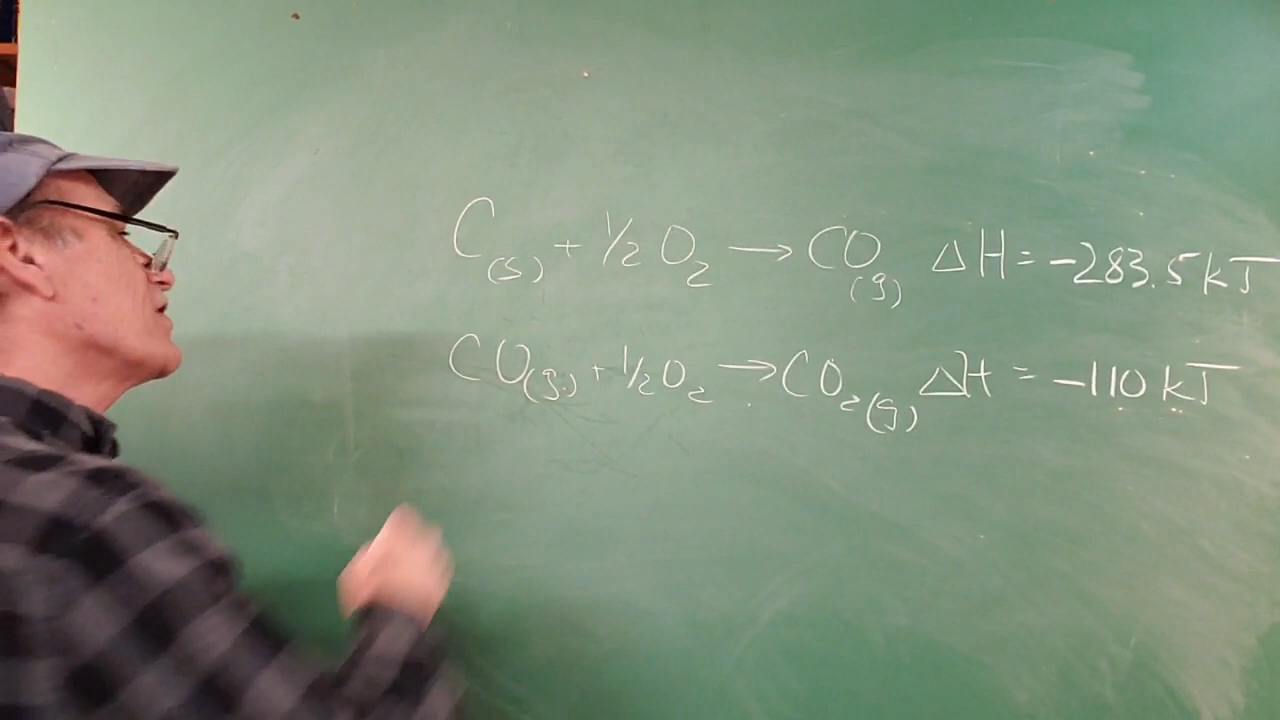 C(s) + 1/2 O2 → CO(g) ΔH = -283.5 kJ
CO(g) + 1/2 O2 → CO2(g) ΔH = -110 kJ